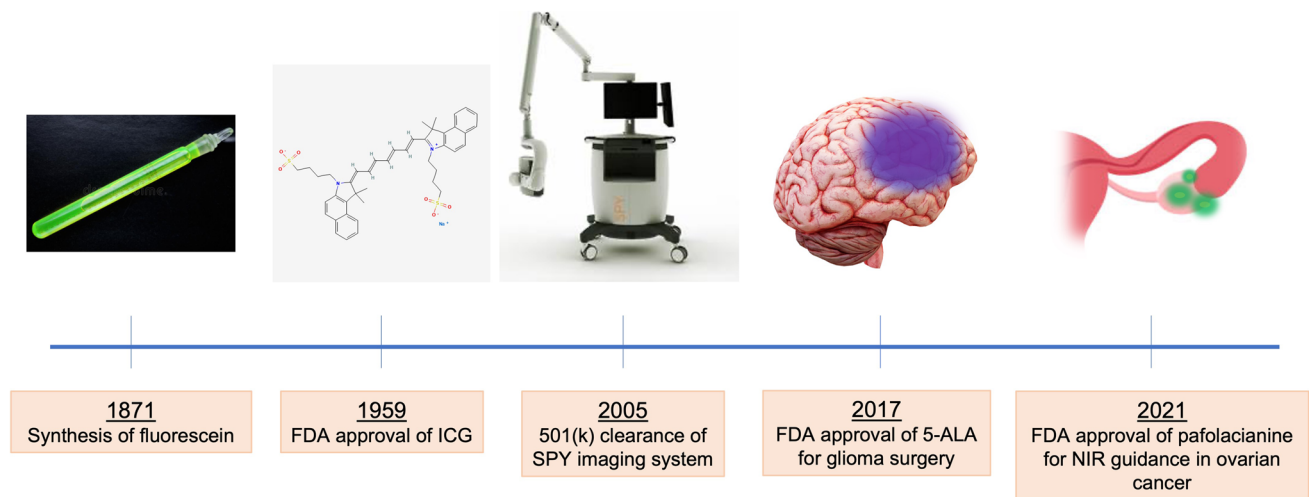 SPY
1871
Synthesis of fluorescein
1959
FDA approval of ICG
2005
501(k) clearance of
SPY imaging system
2017
FDA approval of 5-ALA
for glioma surgery
2021
FDA approval of pafolacianine
for NIR guidance in ovarian
cancer